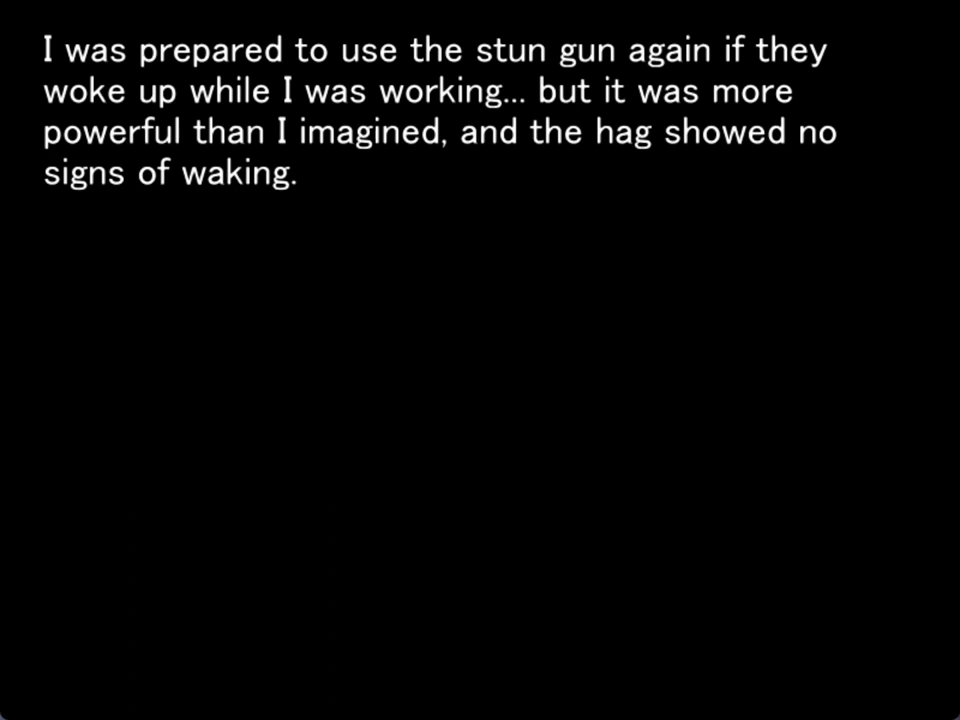 I was prepared to use the stun gun again if they
woke up while I was working... but it was more
powerful than I imagined, and the hag showed no
signs of waking.